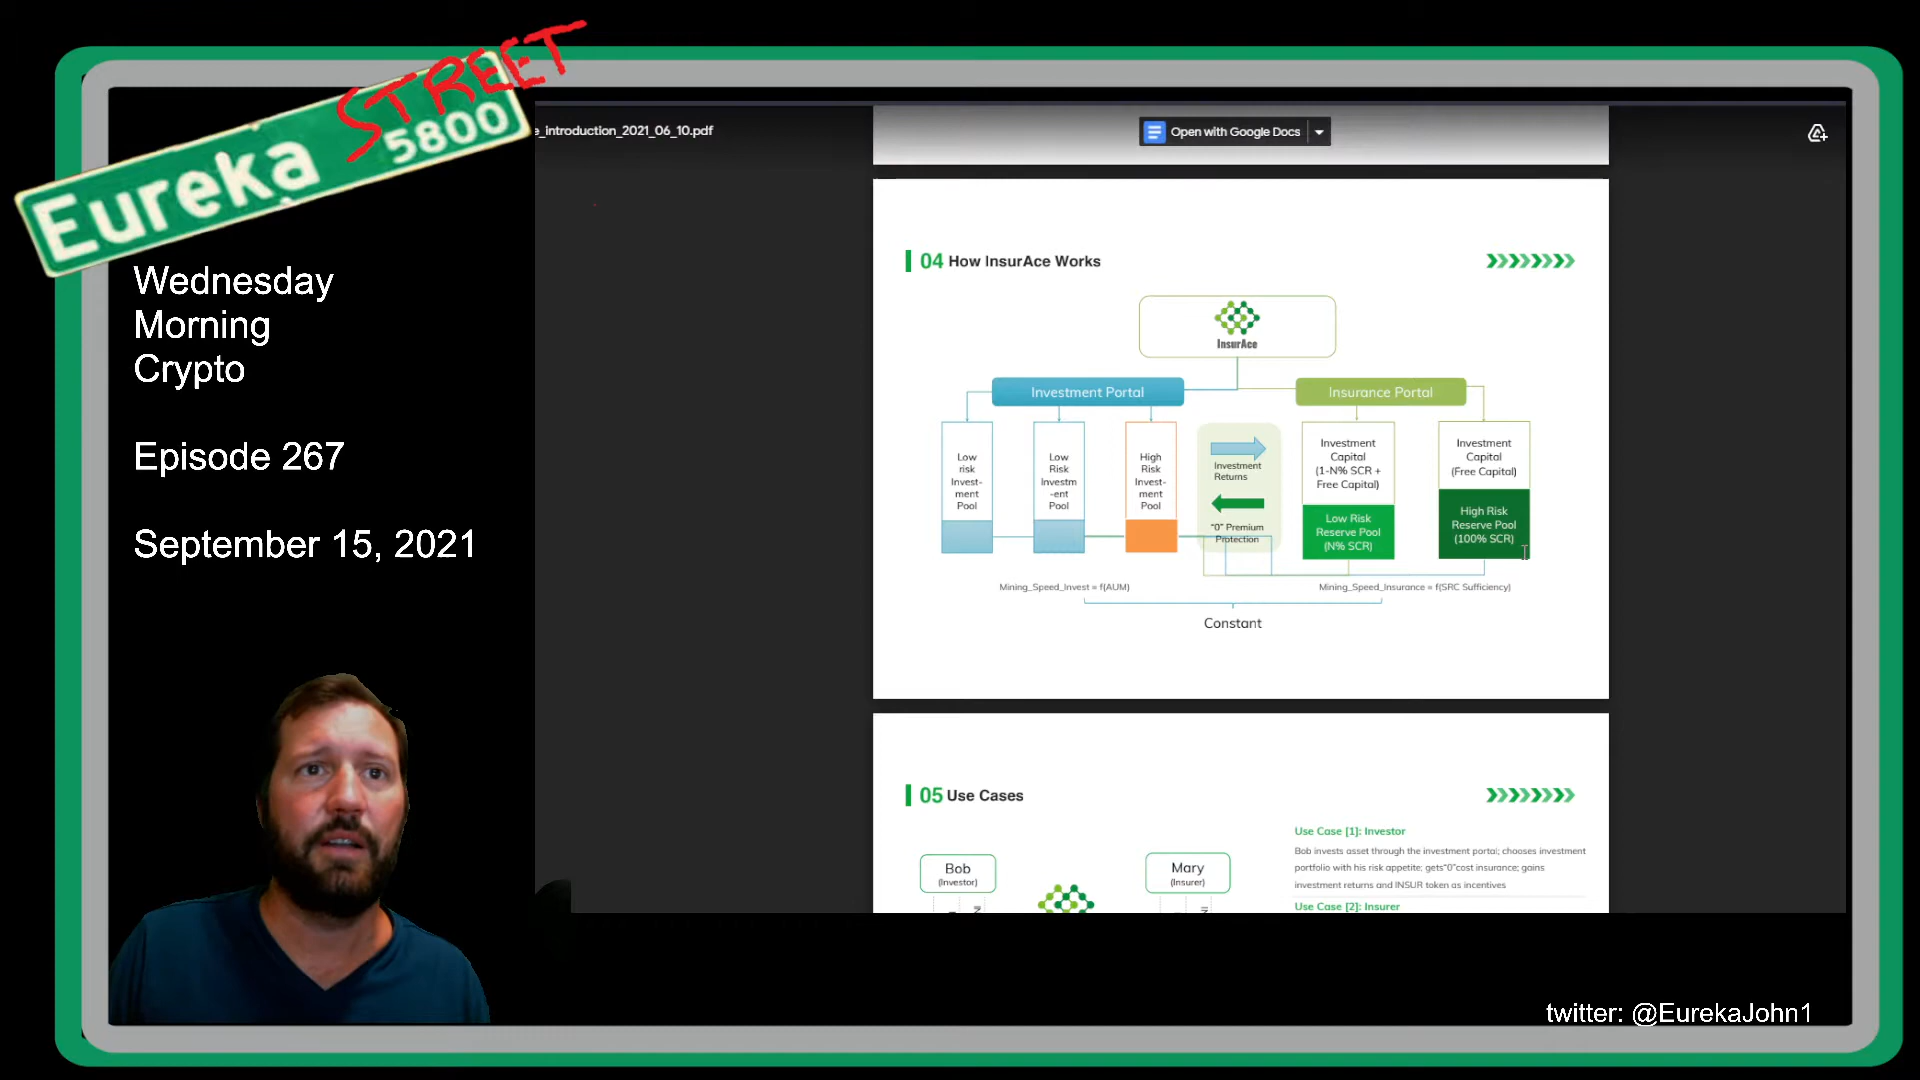 STREET
Eureka
5800
Wednesday
Morning
Crypto
Episode 267
September 15, 2021
e_introduction_2021_06_10.pdf
Open with Google Docs
04 How InsurAce Works
InsurAce
Investment Portal
Insurance Portal
Low
risk
Invest-
ment
Pool
Low
Risk
Investm
-ent
Pool
High
Risk
Invest-
ment
Pool
Investment
Returns
"0" Premium
Protection
Investment
Capital
(1-N% SCR +
Free Capital)
Low Risk
Reserve Pool
(N% SCR)
Investment
Capital
(Free Capital)
High Risk
Reserve Pool
(100% SCR)
Mining_Speed_Invest = f(AUM)
Mining_Speed_Insurance = f(SRC Sufficiency)
Constant
05 Use Cases
Bob
(Investor)
Mary
(Insurer)
Use Case [1]: Investor
Bob invests asset through the investment portal; chooses investment
portfolio with his risk appetite; gets"0"cost insurance; gains
investment returns and INSUR token as incentives
Use Case [2]: Insurer
twitter: @EurekaJohn1